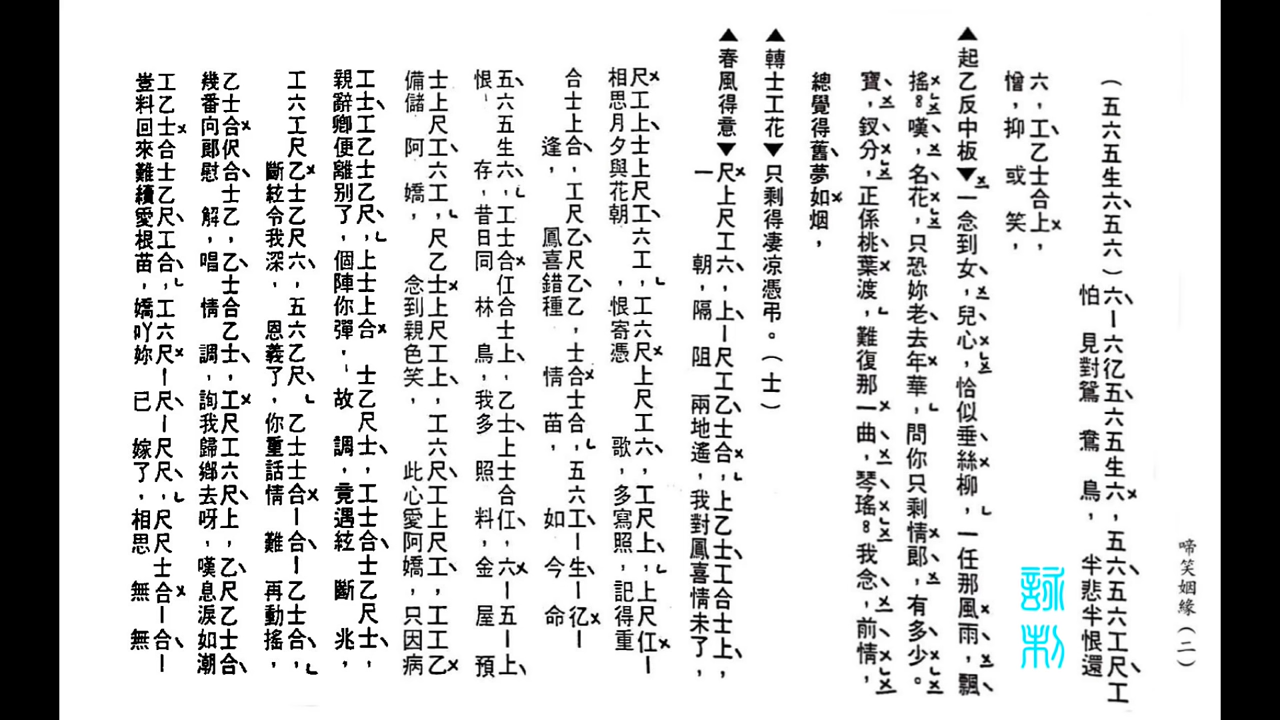 啼笑姻緣（二）
（五六五生六五六）六ー六亿五六五生六，五六五六工尺工
怕見對鴛鴦鳥，半悲半恨還
六，工乙士合上，
憎，抑或笑，
▲起乙反中板▼一念到女，兒心，恰似垂絲柳，一任那風雨，飄
搖。嘆，名花，只恐妳老去年華，問你只剩情郎，有多少。
寶，釵分，正係桃葉渡，難復那一曲，琴瑤。我念，前情，
總覺得舊夢如烟，
▲轉士工花▼只剩得凄凉憑弔。（士）
▲春風得意▼尺上尺工六，上ー尺工乙士合，上乙士工合士上，
一朝，隔阻兩地遙，我對鳳喜情未了，
尺工上士上尺工六工，工六尺上尺工六，工尺上，上尺仜ー
相思月夕與花朝，恨寄憑歌，多寫照，記得重
合士上合，工尺乙尺乙乙，士合士合，五六工ー生ー亿ー
逢，鳳喜錯種情苗，如今命
五六五生六，工士合仜合士上，乙士上士合仜，六ー五ー上
恨，存，昔日同林鳥，我多照料，金屋預
士上尺工六工，尺乙士上尺工上，工六尺工上尺工，工工乙
備儲阿嬌，念到親色笑，此心愛阿嬌，只因病
工士工乙士乙尺，上士上合士乙尺士，工士合士乙尺士，
親辭卿便離別了，個陣你彈，故調，竟遇絃斷兆，
工六工尺乙士乙尺六，五六乙尺，乙士士合ー合ー乙士合，
斷絃令我深，恩義了，你重話情難再動搖，
乙士合伬合士乙，乙士合乙士，工尺工六尺上，乙尺乙士合
幾番向郎慰解，唱情調，詢我歸鄉去呀，嘆息淚如潮
工乙士合士乙尺工合，工六尺ー尺ー尺尺，尺尺士合ー合ー
豈料回來難續愛根苗，嬌吖妳已嫁了，相思無無